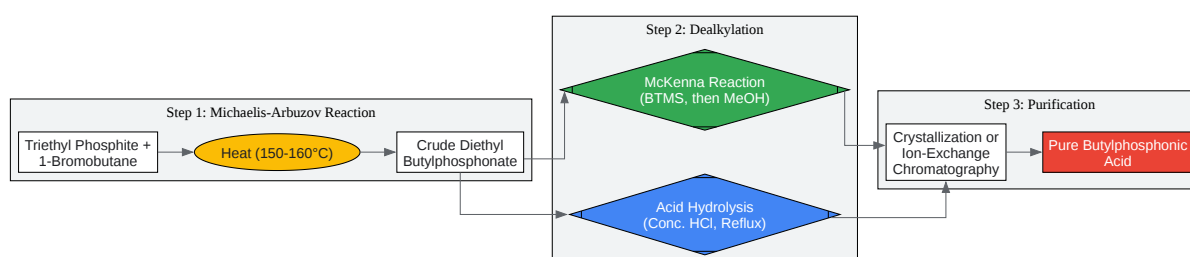 Step 1: Michaelis-Arbuzov Reaction
Triethyl Phosphite +
1-Bromobutane
Heat (150-160°C)
Crude Diethyl
Butylphosphonate
Step 2: Dealkylation
McKenna Reaction
(BTMS, then MeOH)
Acid Hydrolysis
(Conc. HCl, Reflux)
Step 3: Purification
Crystallization or
Ion-Exchange
Chromatography
Pure Butylphosphonic
Acid